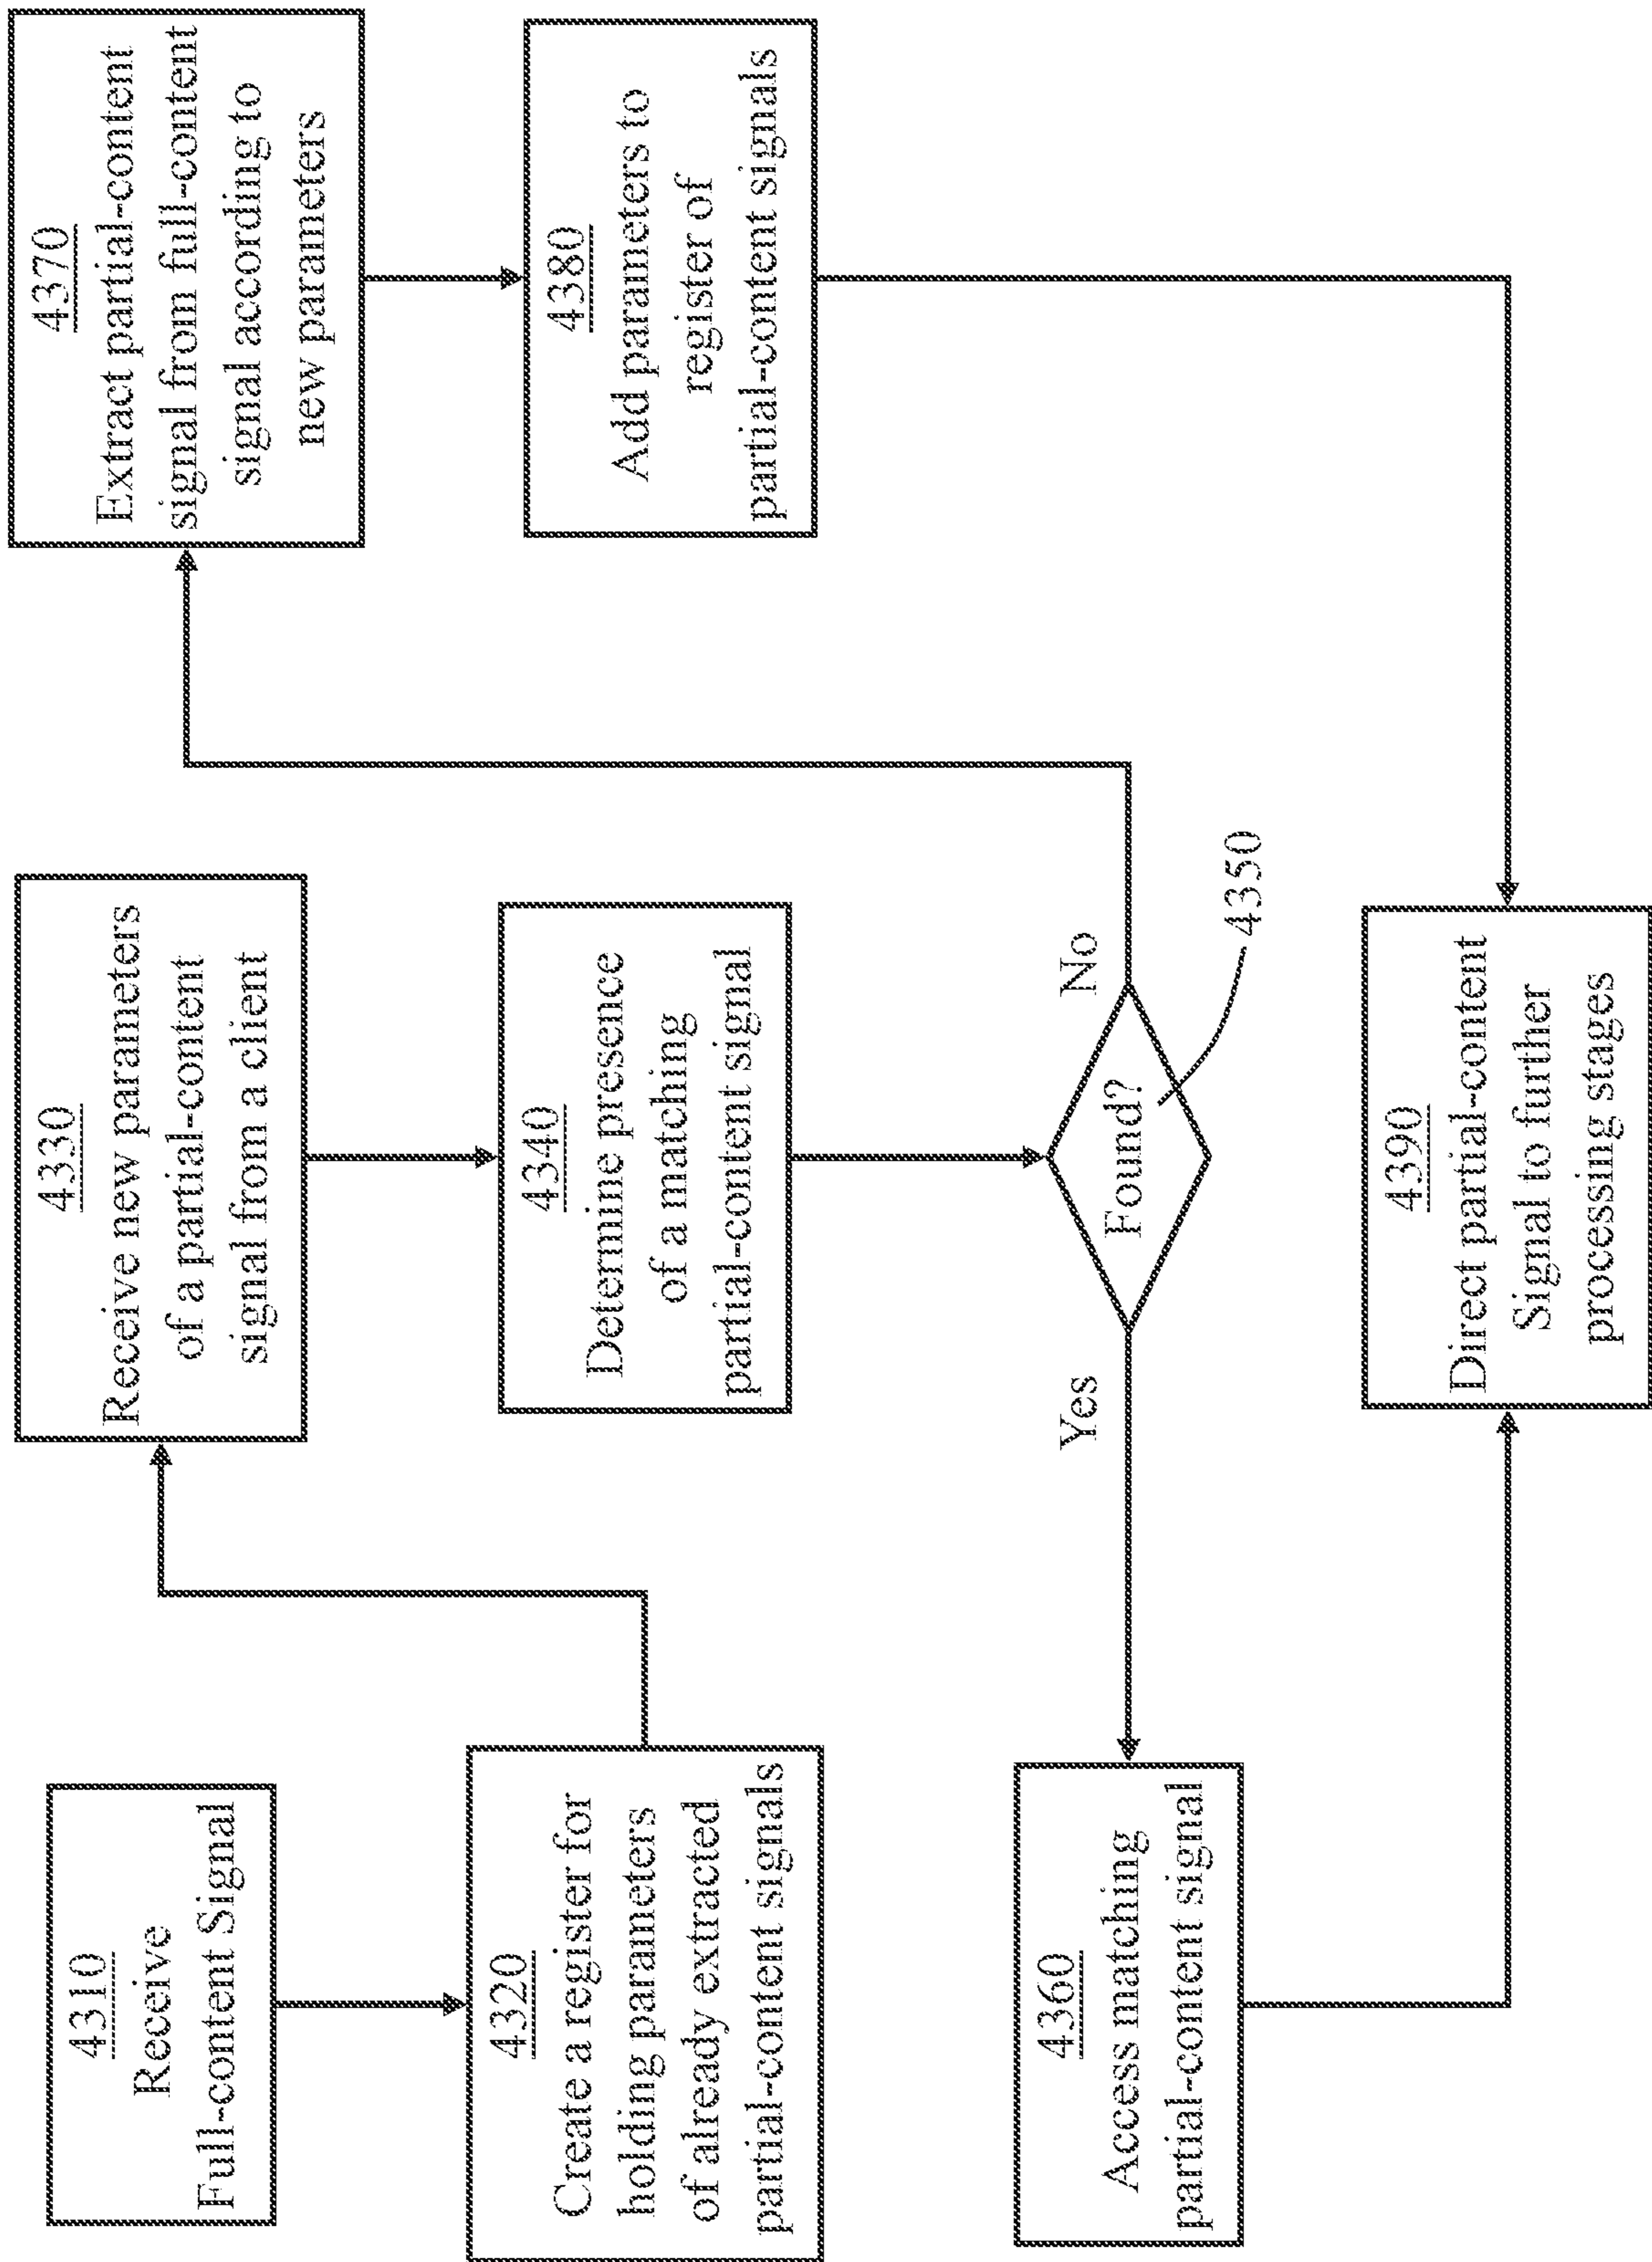 4310
Receive
Full-content Signal
4320
Create a register for
holding parameters
of already extracted
partial-content signals
4330
Receive new parameters
of a partial-content
signal from a client
4340
Determine presence
of a matching
partial-content signal
Found?
Yes
No
4350
4360
Access matching
partial-content signal
4370
Extract partial-content
signal from full-content
signal according to
new parameters
4380
Add parameters to
register of
partial-content signals
4390
Direct partial-content
Signal to further
processing stages